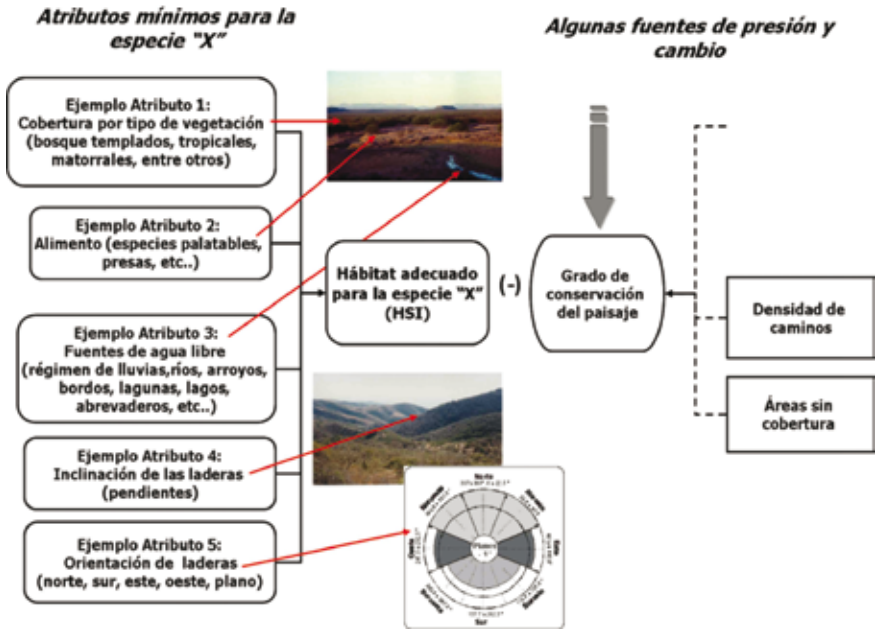 Atributos mínimos para la
especie “X”
Algunas fuentes de presión y
cambio
Ejemplo Atributo 1:
Cobertura por tipo de vegetación
(bosque templados, tropicales,
matorrales, entre otros)
Ejemplo Atributo 2:
Alimento (especies palatables,
presas, etc..)
Ejemplo Atributo 3:
Fuentes de agua libre
(régimen de lluvias,ríos, arroyos,
bordos, lagunas, lagos,
abrevaderos, etc..)
Ejemplo Atributo 4:
Inclinación de las laderas
(pendientes)
Ejemplo Atributo 5:
Orientación de laderas
(norte, sur, este, oeste, plano)
Hábitat adecuado
para la especie “X”
(HSI)
(-)
Grado de
conservación
del paisaje
Densidad de
caminos
Áreas sin
cobertura
Norte
Sur